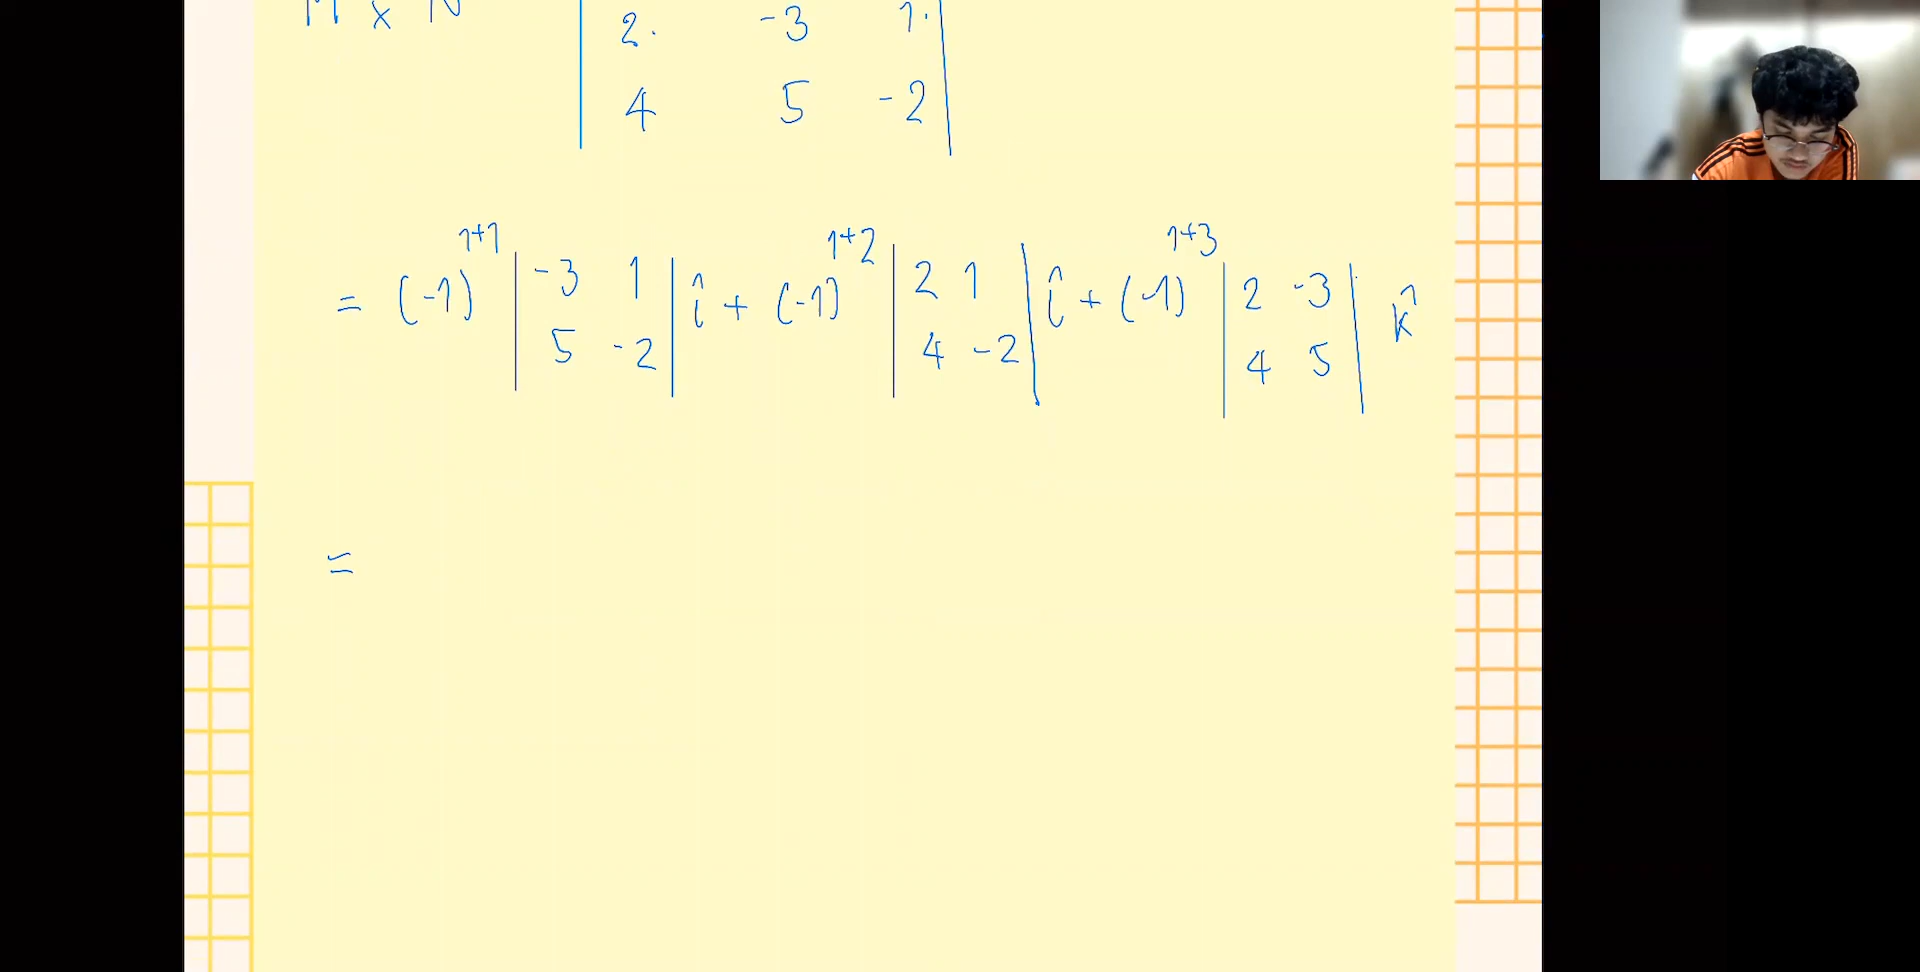 M x N | 2. -3 1. |
| 4 5 -2 |
= (-1)^{1+1} | -3 1 | î + (-1)^{1+2} | 2 1 | î + (-1)^{1+3} | 2 -3 | k̂
| 5 -2 | | 4 -2 | | 4 5 |
=